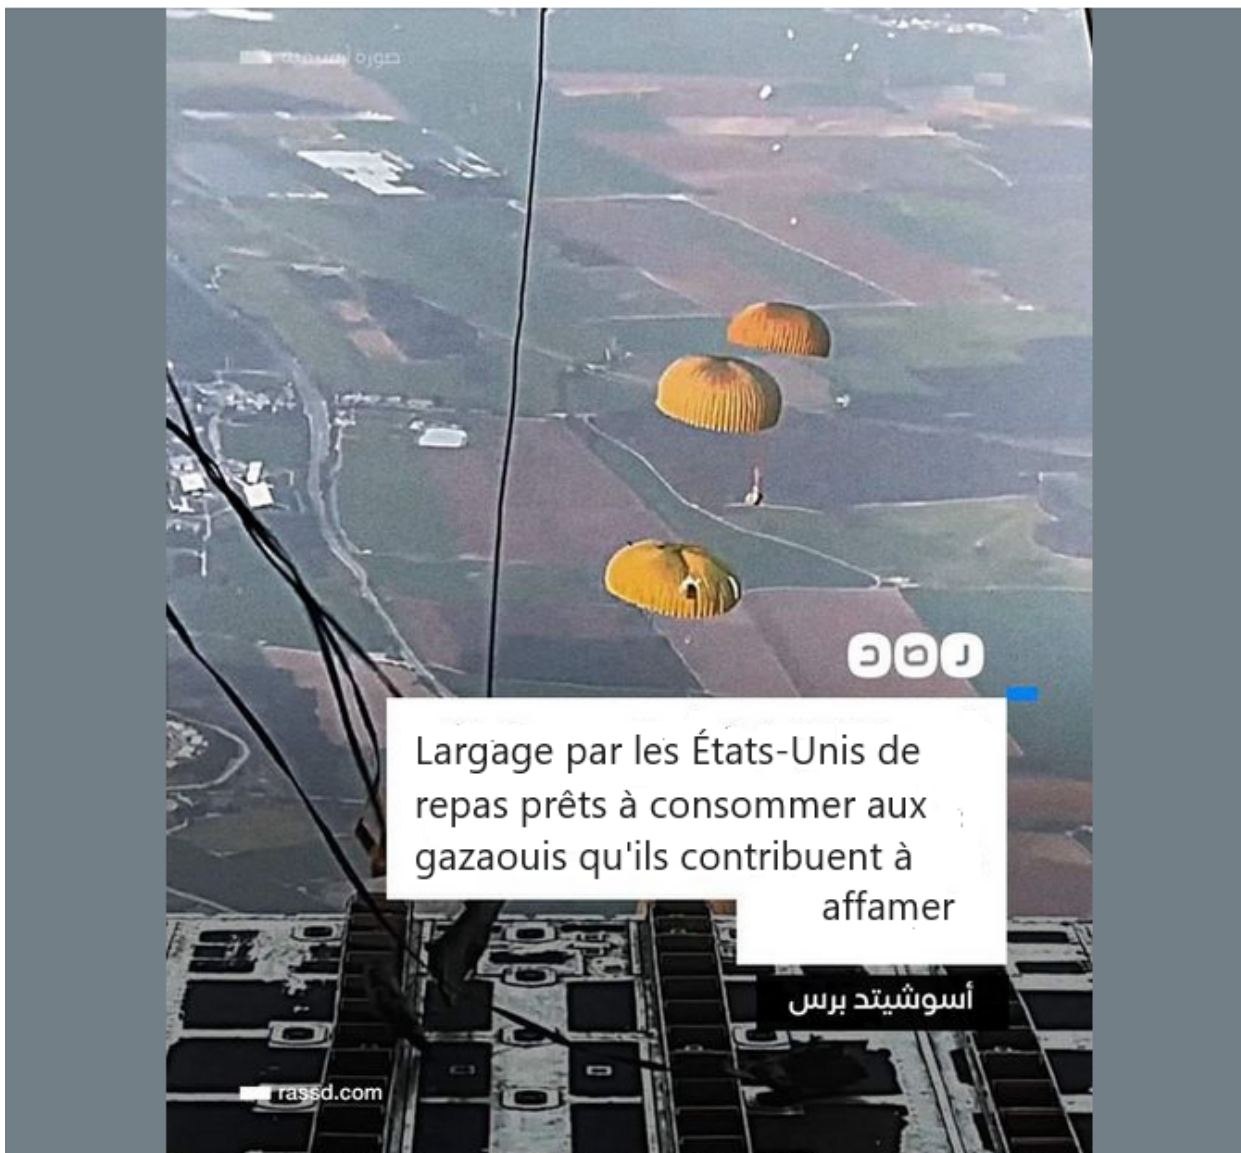 صورة أرشيفية
رصد
Largage par les États-Unis de
repas prêts à consommer aux
gazaouis qu'ils contribuent à
affamer
أسوشيتد برس
rassd.com